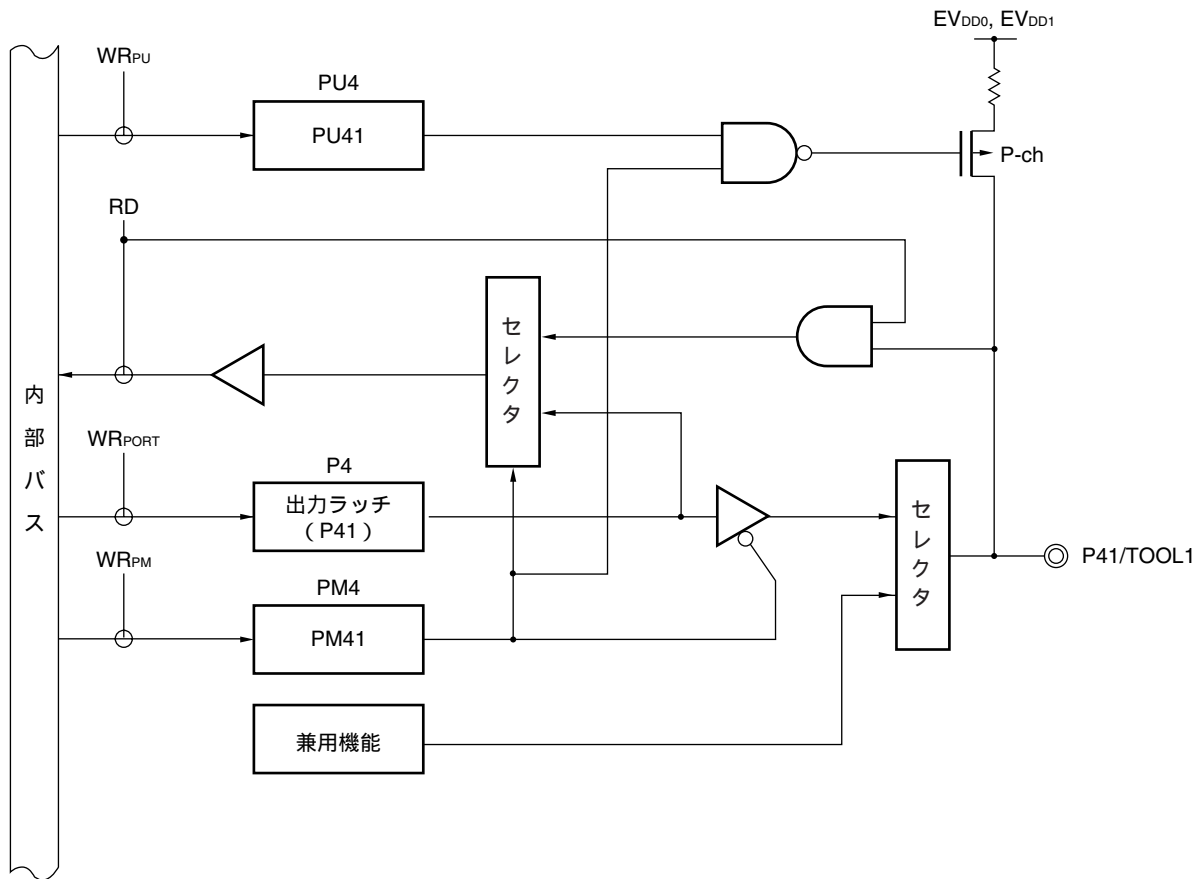 EVDD0, EVDD1
WRPU
PU4
PU41
P-ch
RD
セレクタ
内部バス
WRPORT
P4
出力ラッチ
（P41）
セレクタ
P41/TOOL1
WRPM
PM4
PM41
兼用機能